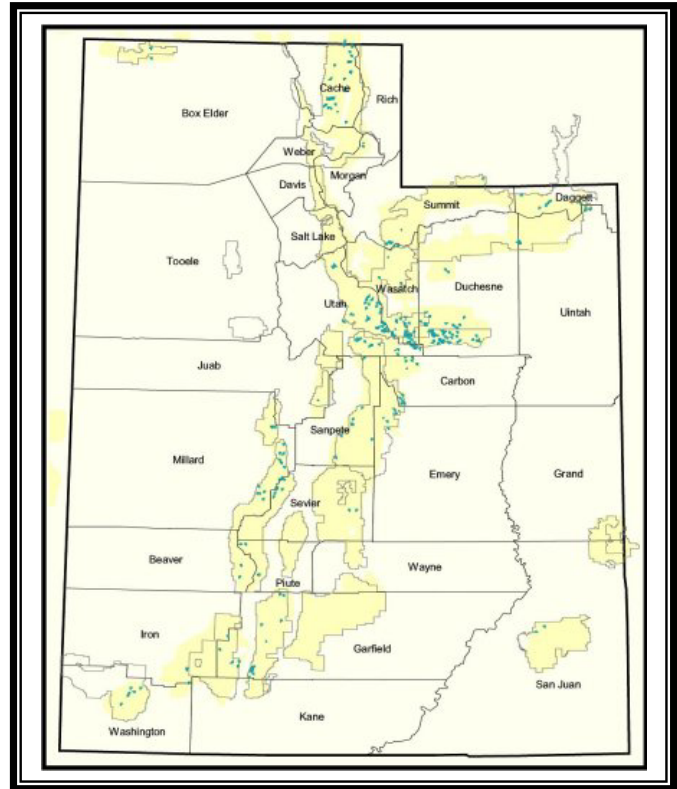 Cache
Rich
Box Elder
Weber
Morgan
Davis
Summit
Daggett
Salt Lake
Tooele
Wasatch
Duchesne
Utah
Uintah
Juab
Carbon
Sanpete
Millard
Emery
Grand
Sevier
Beaver
Wayne
Piute
Iron
Garfield
San Juan
Kane
Washington